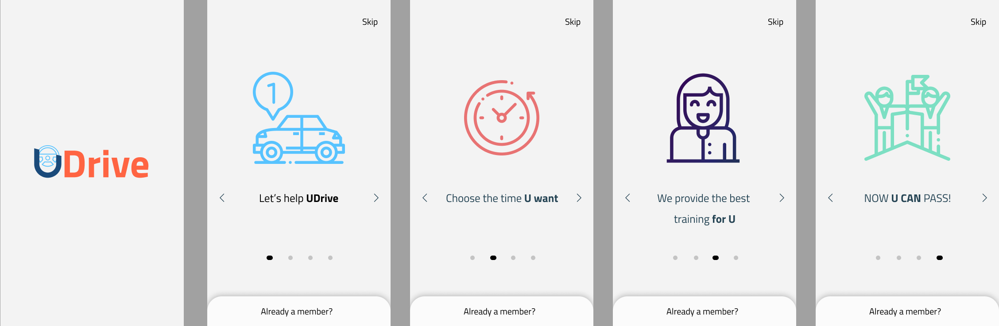 UDrive
Skip
1
Let's help UDrive
Already a member?
Skip
Choose the time U want
Already a member?
Skip
We provide the best
training for U
Already a member?
Skip
NOW U CAN PASS!
Already a member?